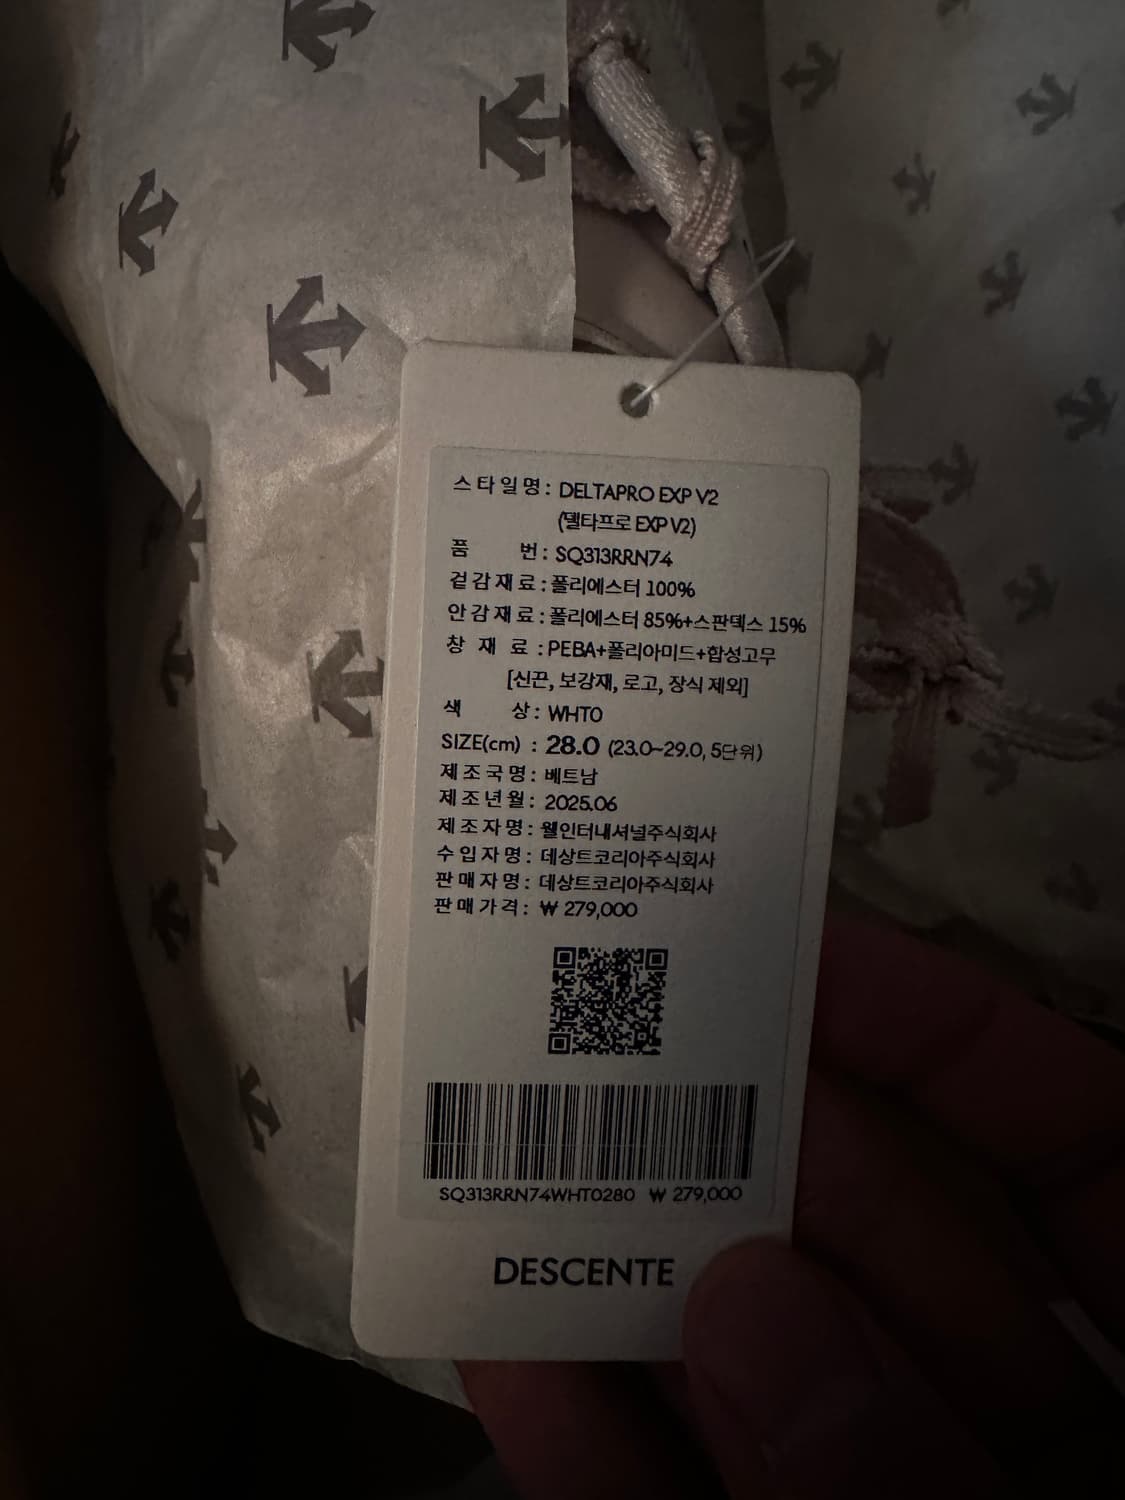 스타일명 : DELTAPRO EXP V2
(델타프로 EXP V2)
품 번 : SQ313RRN74
겉감재료 : 폴리에스터 100%
안감재료 : 폴리에스터 85%+스판덱스 15%
창 재 료 : PEBA+폴리아미드+합성고무
[신끈, 보강재, 로고, 장식 제외]
색 상 : WHT0
SIZE(cm) : 28.0 (23.0~29.0, 5단위)
제조국명 : 베트남
제조년월 : 2025.06
제조자명 : 웰인터내셔널주식회사
수입자명 : 데상트코리아주식회사
판매자명 : 데상트코리아주식회사
판매가격 : ₩ 279,000
SQ313RRN74WHT0280 ₩ 279,000
DESCENTE